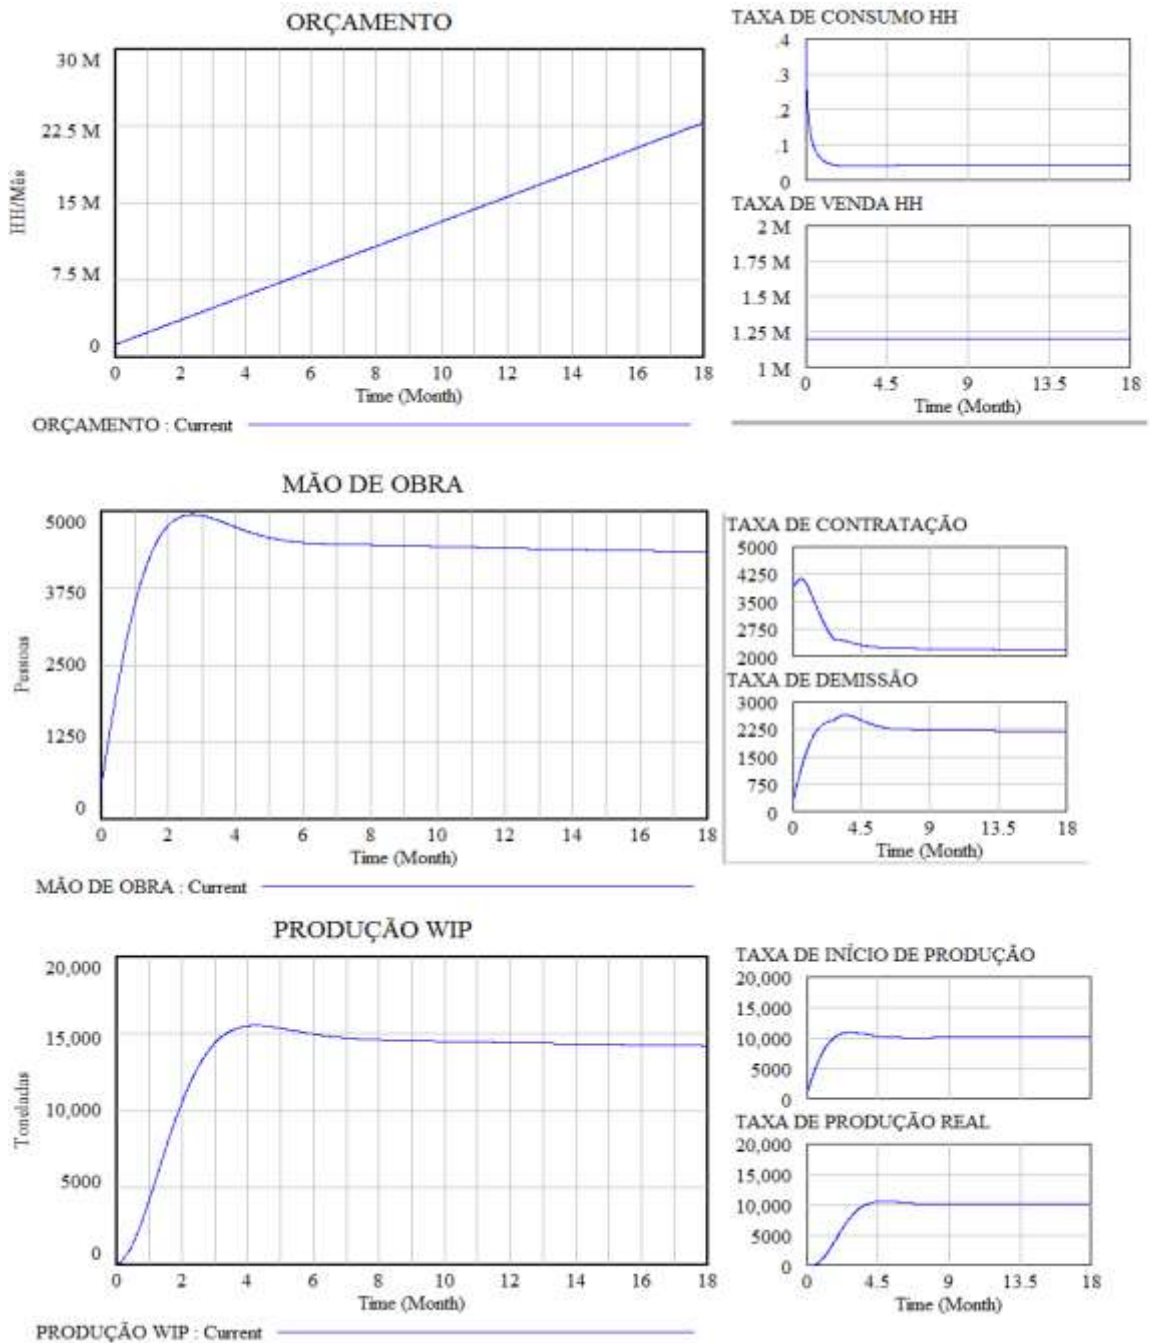 ORÇAMENTO
30 M
22.5 M
15 M
7.5 M
0
HH/Mês
0 2 4 6 8 10 12 14 16 18
Time (Month)
ORÇAMENTO : Current
TAXA DE CONSUMO HH
.4
.3
.2
.1
0
TAXA DE VENDA HH
2 M
1.75 M
1.5 M
1.25 M
1 M
0 4.5 9 13.5 18
Time (Month)
MÃO DE OBRA
5000
3750
2500
1250
0
Pessoas
0 2 4 6 8 10 12 14 16 18
Time (Month)
MÃO DE OBRA : Current
TAXA DE CONTRATAÇÃO
5000
4250
3500
2750
2000
TAXA DE DEMISSÃO
3000
2250
1500
750
0
0 4.5 9 13.5 18
Time (Month)
PRODUÇÃO WIP
20,000
15,000
10,000
5000
0
Toneladas
0 2 4 6 8 10 12 14 16 18
Time (Month)
PRODUÇÃO WIP : Current
TAXA DE INÍCIO DE PRODUÇÃO
20,000
15,000
10,000
5000
0
TAXA DE PRODUÇÃO REAL
20,000
15,000
10,000
5000
0
0 4.5 9 13.5 18
Time (Month)